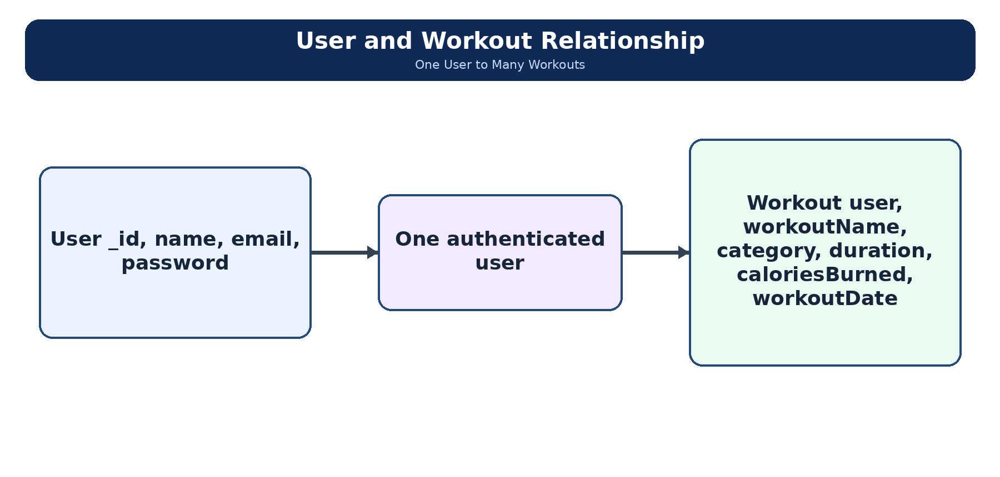 User and Workout Relationship
One User to Many Workouts
User _id, name, email,
password
One authenticated
user
Workout user,
workoutName,
category, duration,
caloriesBurned,
workoutDate